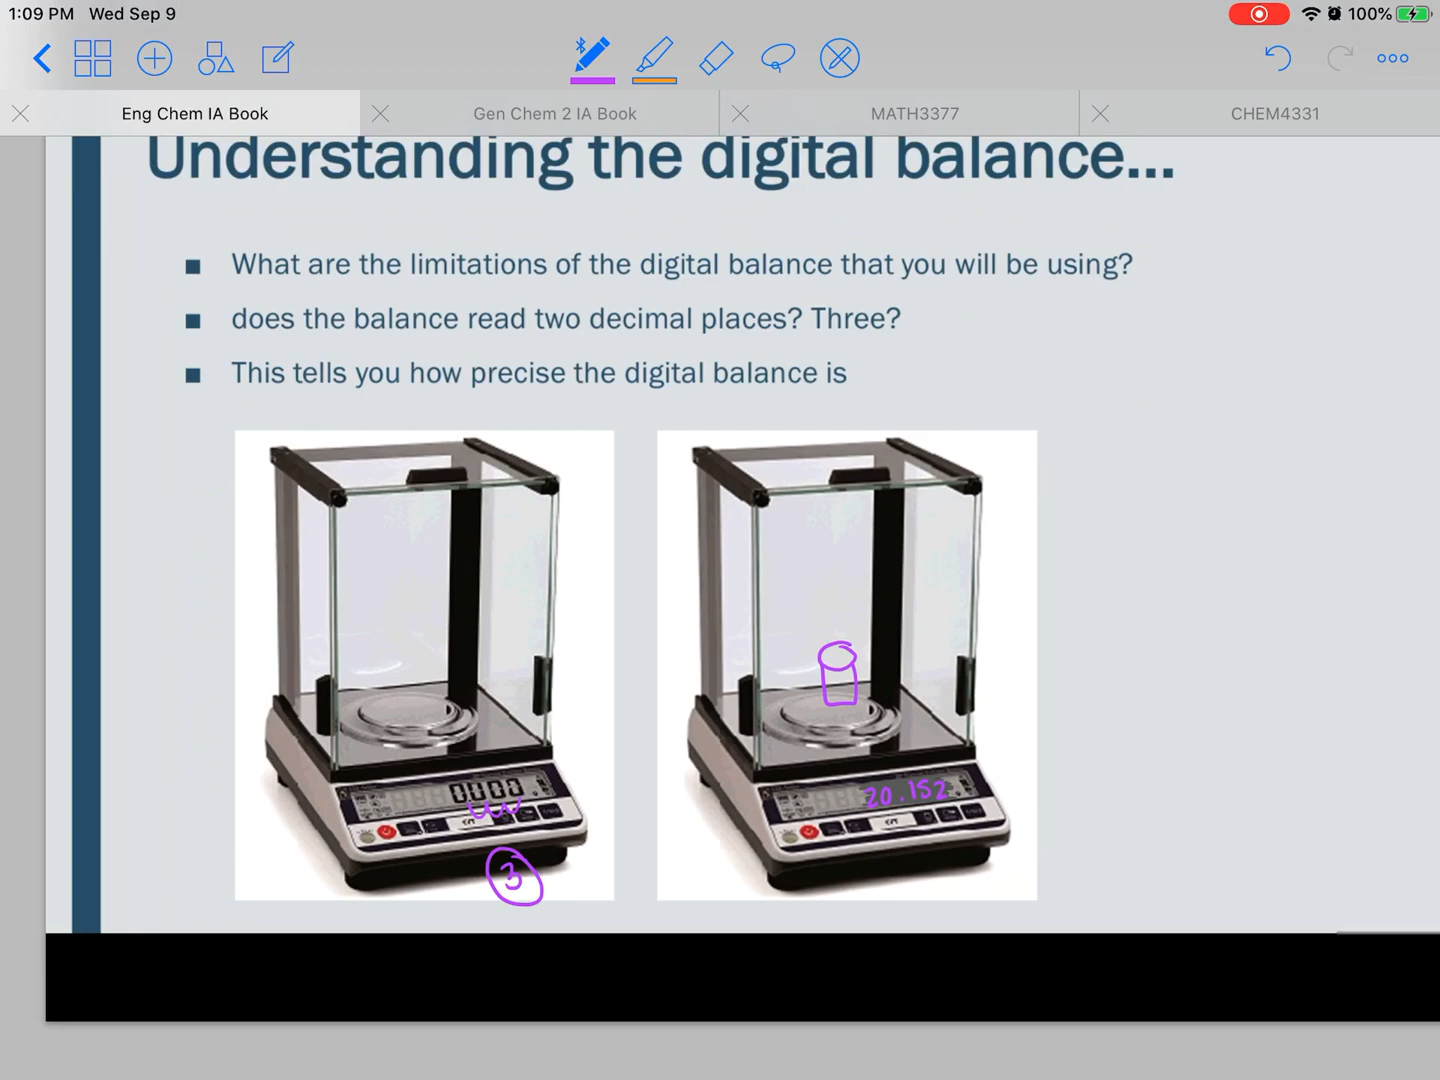 1:09 PM Wed Sep 9
100%
Eng Chem IA Book
Gen Chem 2 IA Book
MATH3377
CHEM4331
Understanding the digital balance...
What are the limitations of the digital balance that you will be using?
does the balance read two decimal places? Three?
This tells you how precise the digital balance is
0.000
20.152
3